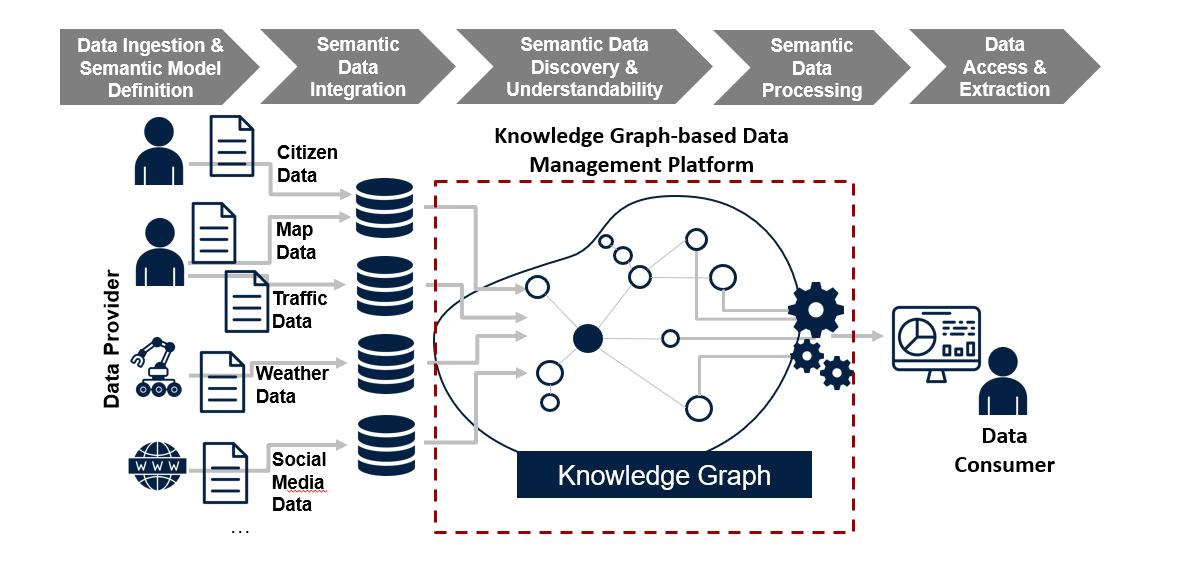 Data Ingestion &
Semantic Model
Definition
Semantic
Data
Integration
Semantic Data
Discovery &
Understandability
Semantic
Data
Processing
Data
Access &
Extraction
Knowledge Graph-based Data
Management Platform
Citizen
Data
Map
Data
Traffic
Data
Weather
Data
Social
Media
Data
Data Provider
WWW
...
Knowledge Graph
Data
Consumer